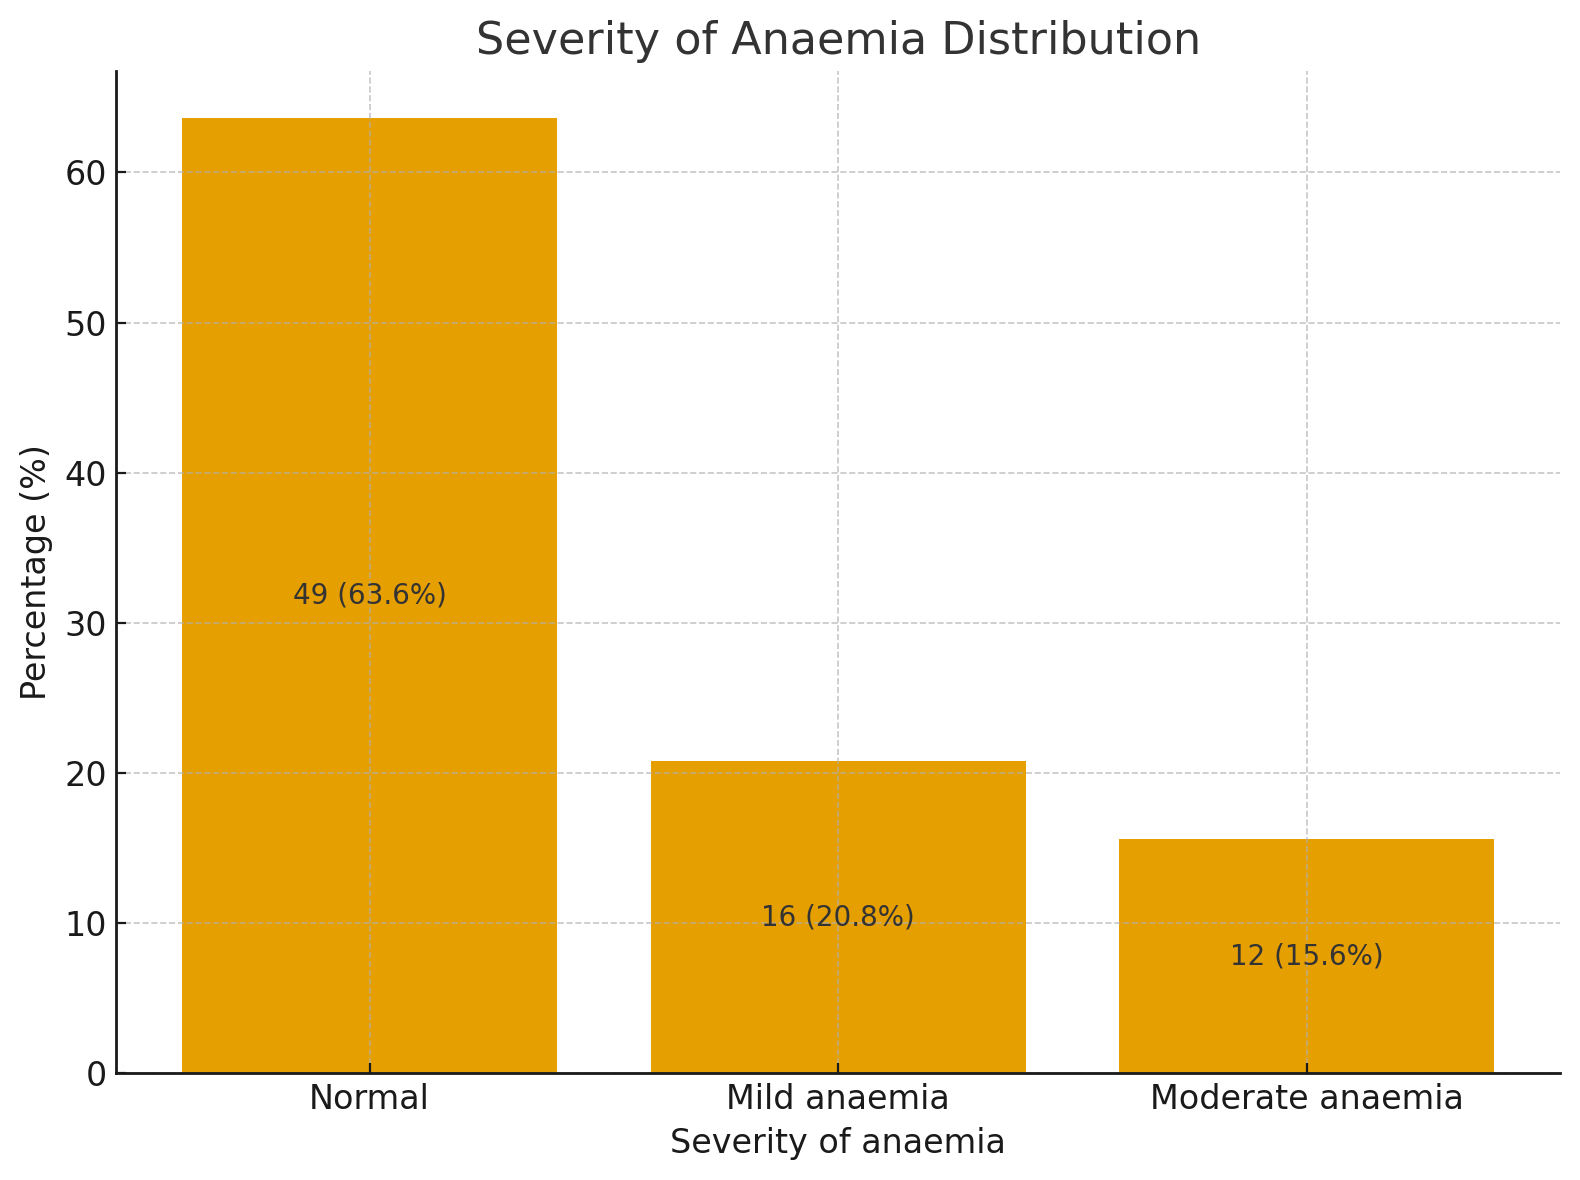 Severity of Anaemia Distribution
Percentage (%)
60
50
40
30
20
10
0
49 (63.6%)
16 (20.8%)
12 (15.6%)
Normal
Mild anaemia
Moderate anaemia
Severity of anaemia